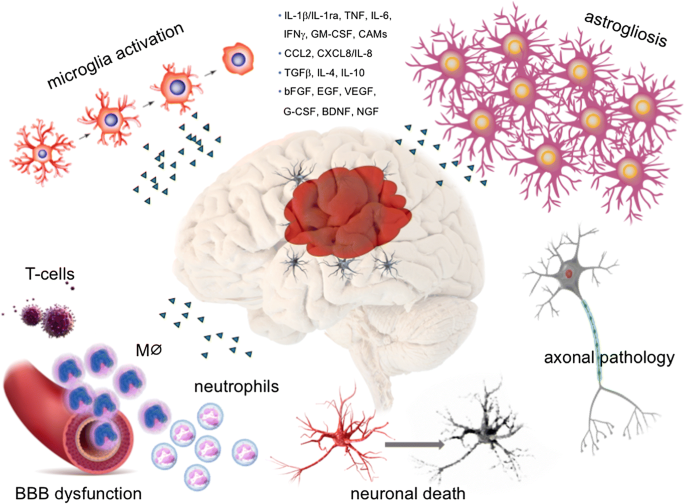 microglia activation
• IL-1β/IL-1ra, TNF, IL-6,
IFNγ, GM-CSF, CAMs
• CCL2, CXCL8/IL-8
• TGFβ, IL-4, IL-10
• bFGF, EGF, VEGF,
G-CSF, BDNF, NGF
astrogliosis
T-cells
MØ
neutrophils
axonal pathology
BBB dysfunction
neuronal death